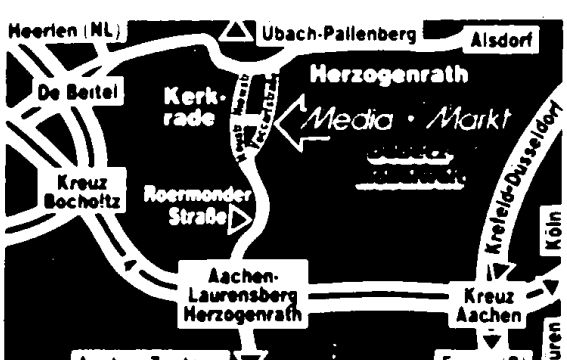 Heerlen (NL)
Übach-Pallenberg
Alsdorf
De Beitel
Herzogenrath
Kerk-
rade
Media · Markt
Kreuz
Bocholtz
Roermonder
Straße
Krefeld-Düsseldorf
Köln
Aachen-
Laurensberg
Herzogenrath
Kreuz
Aachen